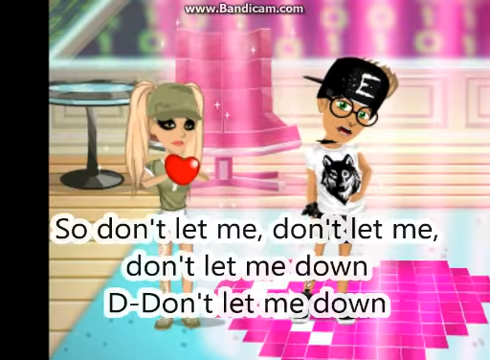 www.Bandicam.com
E
So don't let me, don't let me,
don't let me down
D-Don't let me down